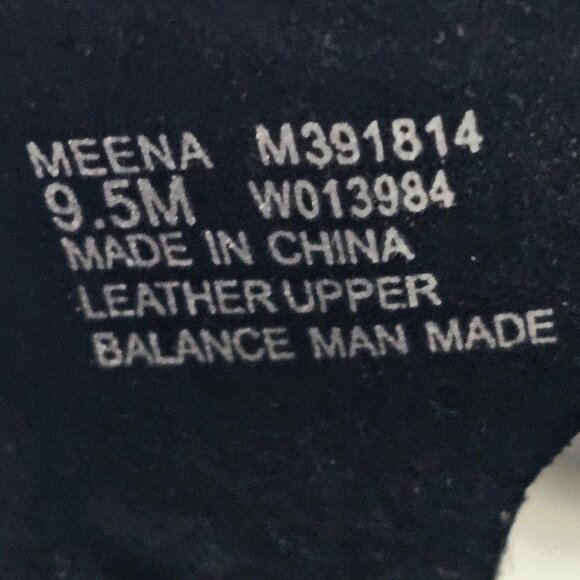 MEENA M391814
9.5M W013984
MADE IN CHINA
LEATHER UPPER
BALANCE MAN MADE